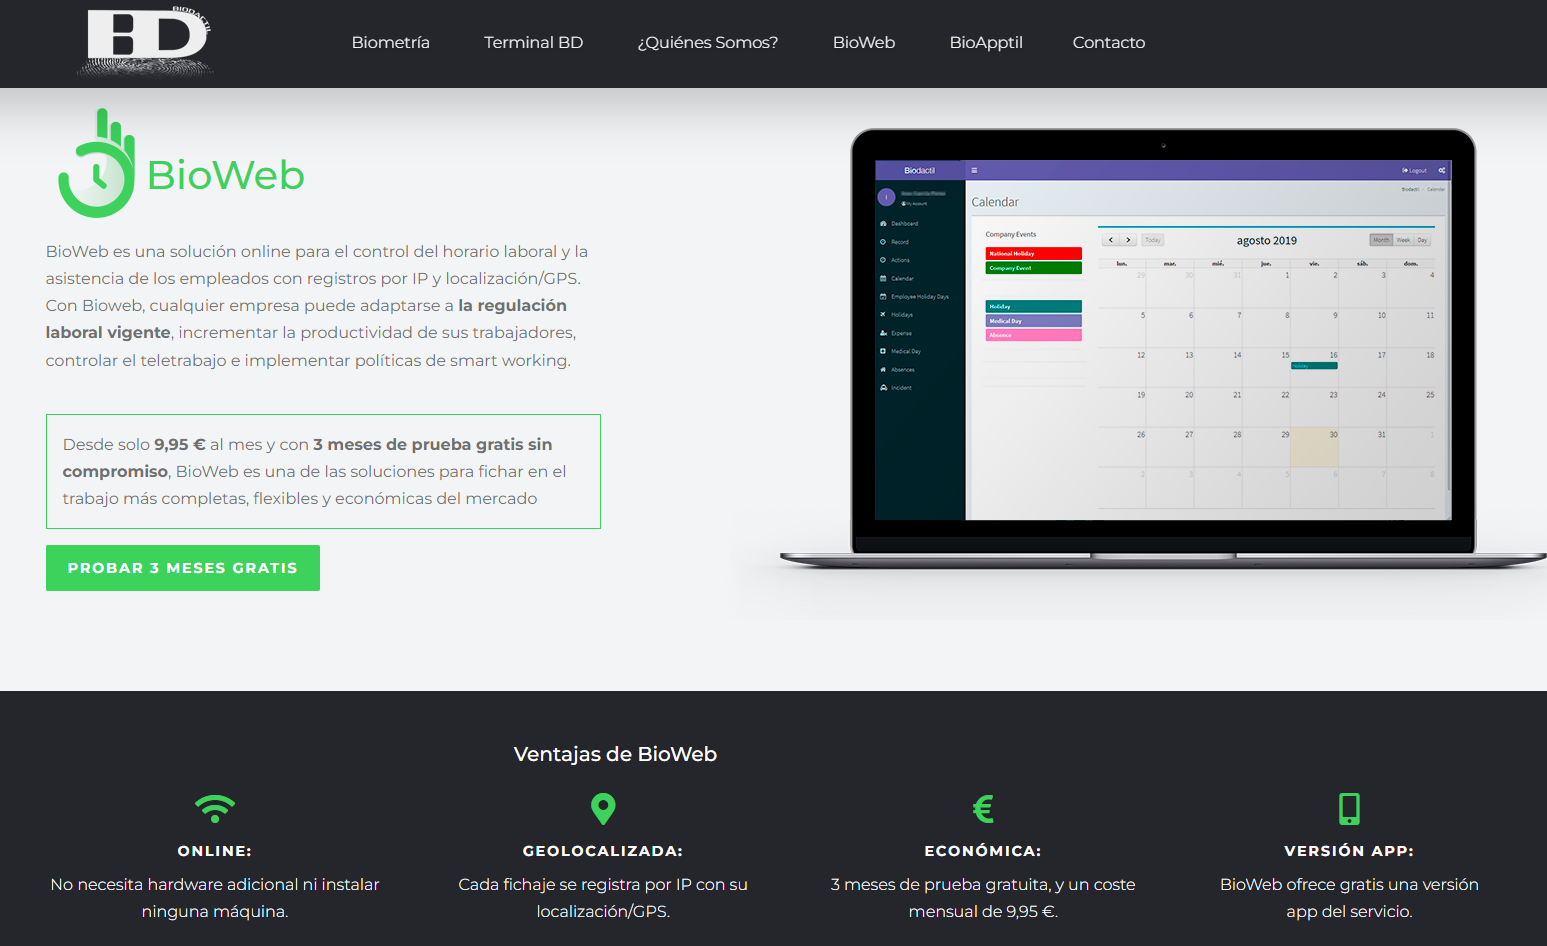 BIODACTIL
BD
Biometría
Terminal BD
¿Quiénes Somos?
BioWeb
BioApptil
Contacto
BioWeb
BioWeb es una solución online para el control del horario laboral y la
asistencia de los empleados con registros por IP y localización/GPS.
Con Bioweb, cualquier empresa puede adaptarse a la regulación
laboral vigente, incrementar la productividad de sus trabajadores,
controlar el teletrabajo e implementar políticas de smart working.
Desde solo 9,95 € al mes y con 3 meses de prueba gratis sin
compromiso, BioWeb es una de las soluciones para fichar en el
trabajo más completas, flexibles y económicas del mercado
PROBAR 3 MESES GRATIS
Biodactil
Logout
I
My Account
Biodactil
Calendar
Dashboard
Record
Actions
Calendar
Employee Holiday Days
Holidays
Expense
Medical Day
Absences
Incident
Calendar
Company Events
National Holiday
Company Event
Holiday
Medical Day
Absence
Today
agosto 2019
Month Week Day
lun. mar. mié. jue. vie. sáb. dom.
29 30 31 1 2 3 4
5 6 7 8 9 10 11
12 13 14 15 16 17 18
Holiday
19 20 21 22 23 24 25
26 27 28 29 30 31 1
2 3 4 5 6 7 8
Ventajas de BioWeb
ONLINE:
No necesita hardware adicional ni instalar
ninguna máquina.
GEOLOCALIZADA:
Cada fichaje se registra por IP con su
localización/GPS.
€
ECONÓMICA:
3 meses de prueba gratuita, y un coste
mensual de 9,95 €.
VERSIÓN APP:
BioWeb ofrece gratis una versión
app del servicio.